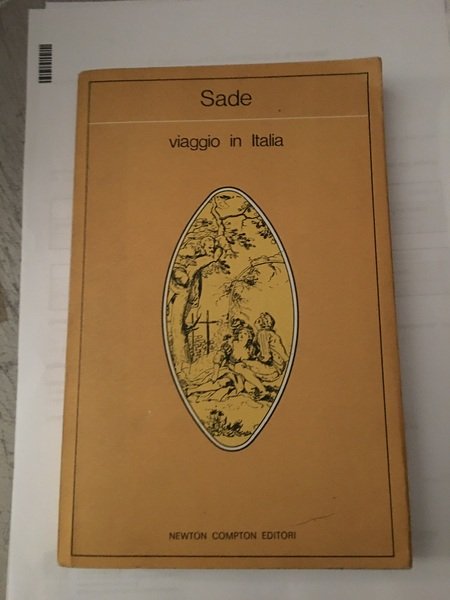 Sade
viaggio in Italia
NEWTON COMPTON EDITORI